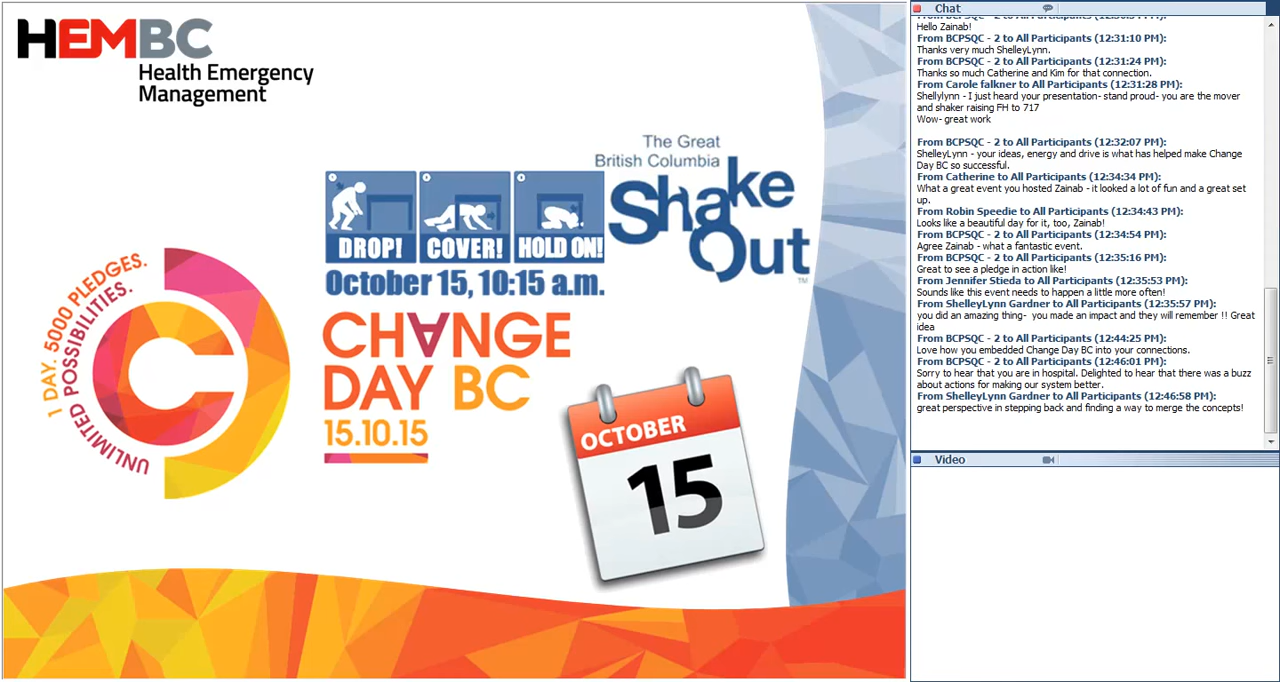 HEMBC
Health Emergency
Management
The Great
British Columbia
Shake
Out
TM
1
2
3
DROP!
COVER!
HOLD ON!
October 15, 10:15 a.m.
1 DAY. 5000 PLEDGES.
UNLIMITED POSSIBILITIES.
C
CHANGE
DAY BC
15.10.15
OCTOBER
15
Chat
Hello Zainab!
From BCPSQC - 2 to All Participants (12:31:10 PM):
Thanks very much ShelleyLynn.
From BCPSQC - 2 to All Participants (12:31:24 PM):
Thanks so much Catherine and Kim for that connection.
From Carole falkner to All Participants (12:31:28 PM):
Shellylynn - I just heard your presentation- stand proud- you are the mover
and shaker raising FH to 717
Wow- great work
From BCPSQC - 2 to All Participants (12:32:07 PM):
ShelleyLynn - your ideas, energy and drive is what has helped make Change
Day BC so successful.
From Catherine to All Participants (12:34:34 PM):
What a great event you hosted Zainab - it looked a lot of fun and a great set
up.
From Robin Speedie to All Participants (12:34:43 PM):
Looks like a beautiful day for it, too, Zainab!
From BCPSQC - 2 to All Participants (12:34:54 PM):
Agree Zainab - what a fantastic event.
From BCPSQC - 2 to All Participants (12:35:16 PM):
Great to see a pledge in action like!
From Jennifer Stieda to All Participants (12:35:53 PM):
Sounds like this event needs to happen a little more often!
From ShelleyLynn Gardner to All Participants (12:35:57 PM):
you did an amazing thing- you made an impact and they will remember !! Great
idea
From BCPSQC - 2 to All Participants (12:44:25 PM):
Love how you embedded Change Day BC into your connections.
From BCPSQC - 2 to All Participants (12:46:01 PM):
Sorry to hear that you are in hospital. Delighted to hear that there was a buzz
about actions for making our system better.
From ShelleyLynn Gardner to All Participants (12:46:58 PM):
great perspective in stepping back and finding a way to merge the concepts!
Video